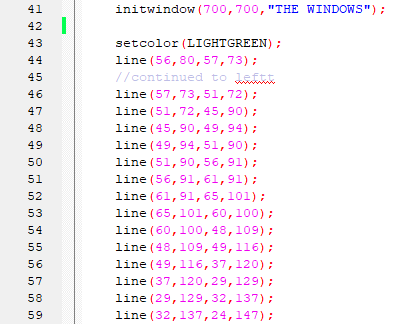 41 initwindow(700,700,"THE WINDOWS");
42
43 setcolor(LIGHTGREEN);
44 line(56,80,57,73);
45 //continued to leftt
46 line(57,73,51,72);
47 line(51,72,45,90);
48 line(45,90,49,94);
49 line(49,94,51,90);
50 line(51,90,56,91);
51 line(56,91,61,91);
52 line(61,91,65,101);
53 line(65,101,60,100);
54 line(60,100,48,109);
55 line(48,109,49,116);
56 line(49,116,37,120);
57 line(37,120,29,129);
58 line(29,129,32,137);
59 line(32,137,24,147);